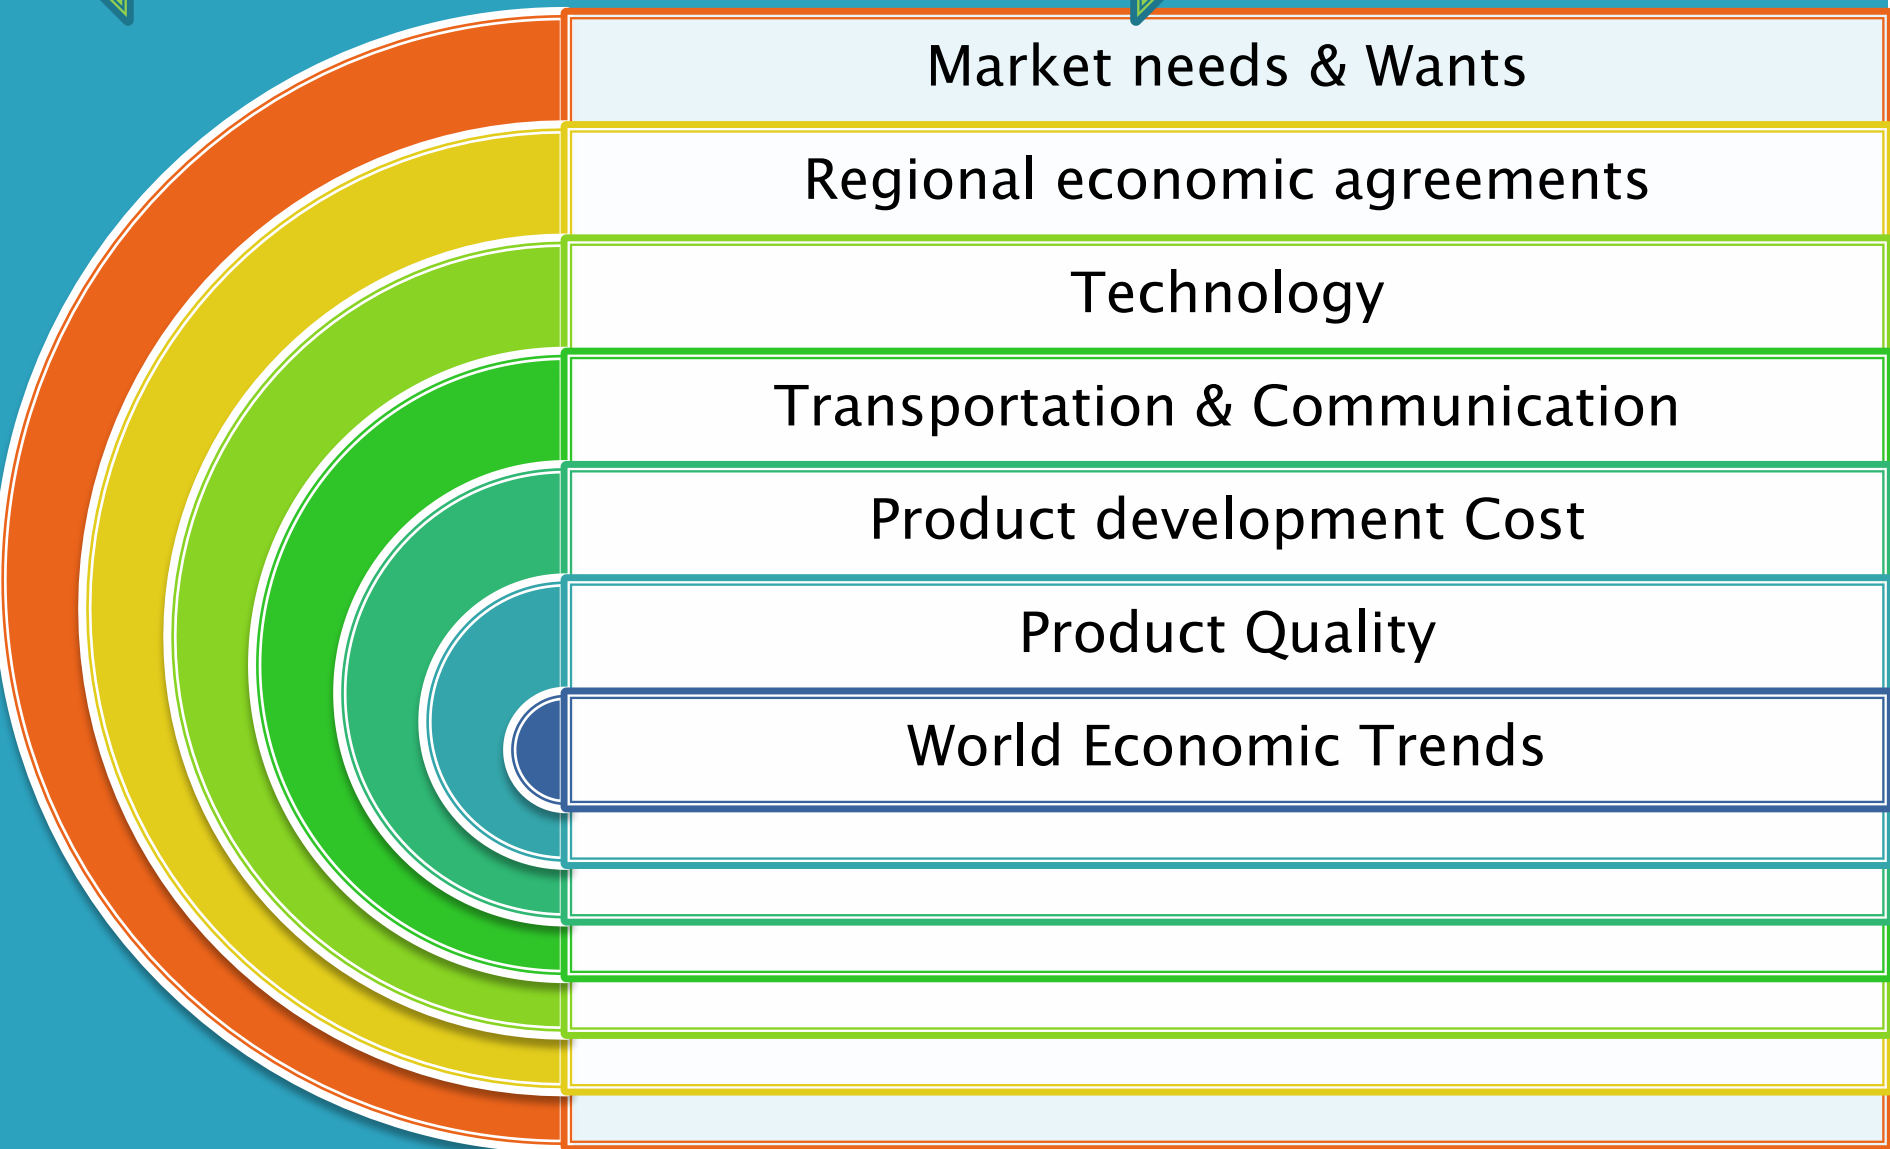 Market needs & Wants
Regional economic agreements
Technology
Transportation & Communication
Product development Cost
Product Quality
World Economic Trends